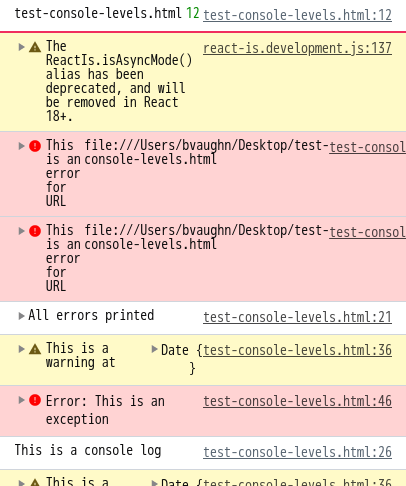 test-console-levels.html 12 test-console-levels.html:12
The react-is.development.js:137
ReactIs.isAsyncMode()
alias has been
deprecated, and will
be removed in React
18+.
This file:///Users/bvaughn/Desktop/test- test-consol
is an console-levels.html
error
for
URL
This file:///Users/bvaughn/Desktop/test- test-consol
is an console-levels.html
error
for
URL
All errors printed test-console-levels.html:21
This is a Date { test-console-levels.html:36
warning at }
Error: This is an test-console-levels.html:46
exception
This is a console log test-console-levels.html:26
This is a Date { test-console-levels.html:36